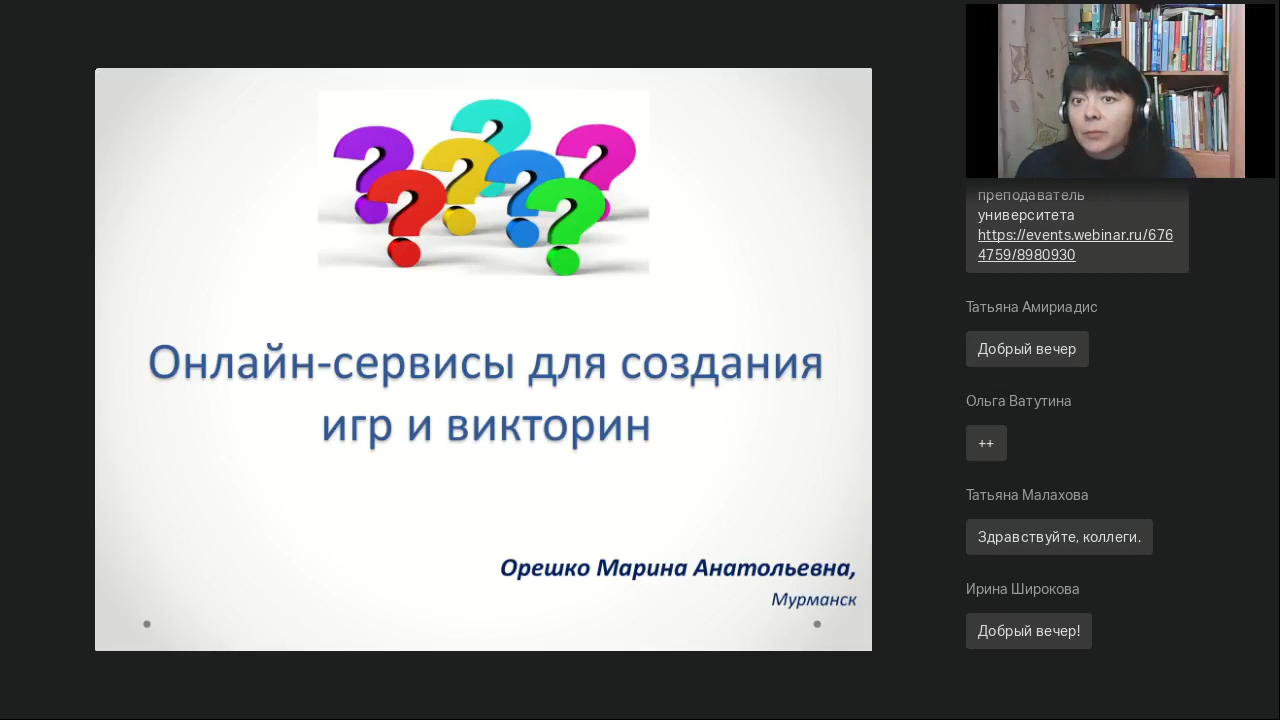 Онлайн-сервисы для создания
игр и викторин
Орешко Марина Анатольевна,
Мурманск
преподаватель
университета
https://events.webinar.ru/676
4759/8980930
Татьяна Амириадис
Добрый вечер
Ольга Ватутина
++
Татьяна Малахова
Здравствуйте, коллеги.
Ирина Широкова
Добрый вечер!